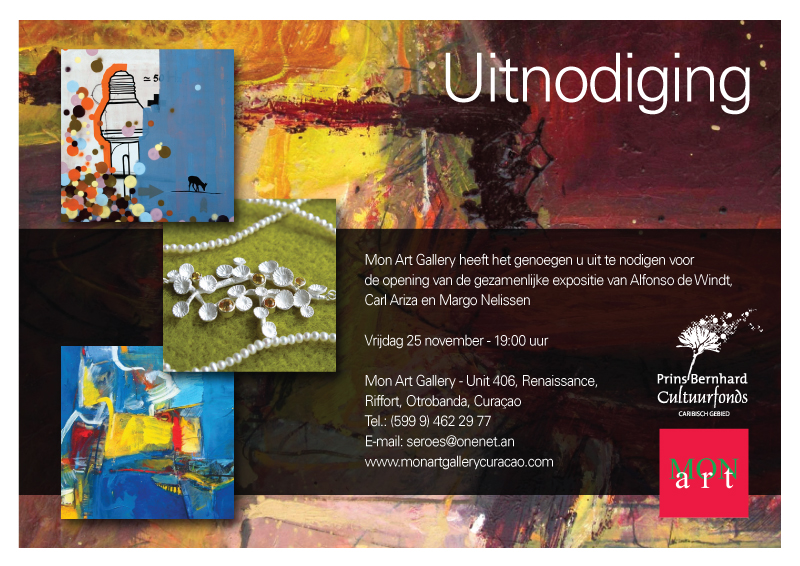 Uitnodiging
≃ 50
Mon Art Gallery heeft het genoegen u uit te nodigen voor
de opening van de gezamenlijke expositie van Alfonso de Windt,
Carl Ariza en Margo Nelissen
Vrijdag 25 november - 19:00 uur
Mon Art Gallery - Unit 406, Renaissance,
Riffort, Otrobanda, Curaçao
Tel.: (599 9) 462 29 77
E-mail: seroes@onenet.an
www.monartgallerycuracao.com
Prins Bernhard
Cultuurfonds
CARIBISCH GEBIED
MON
art